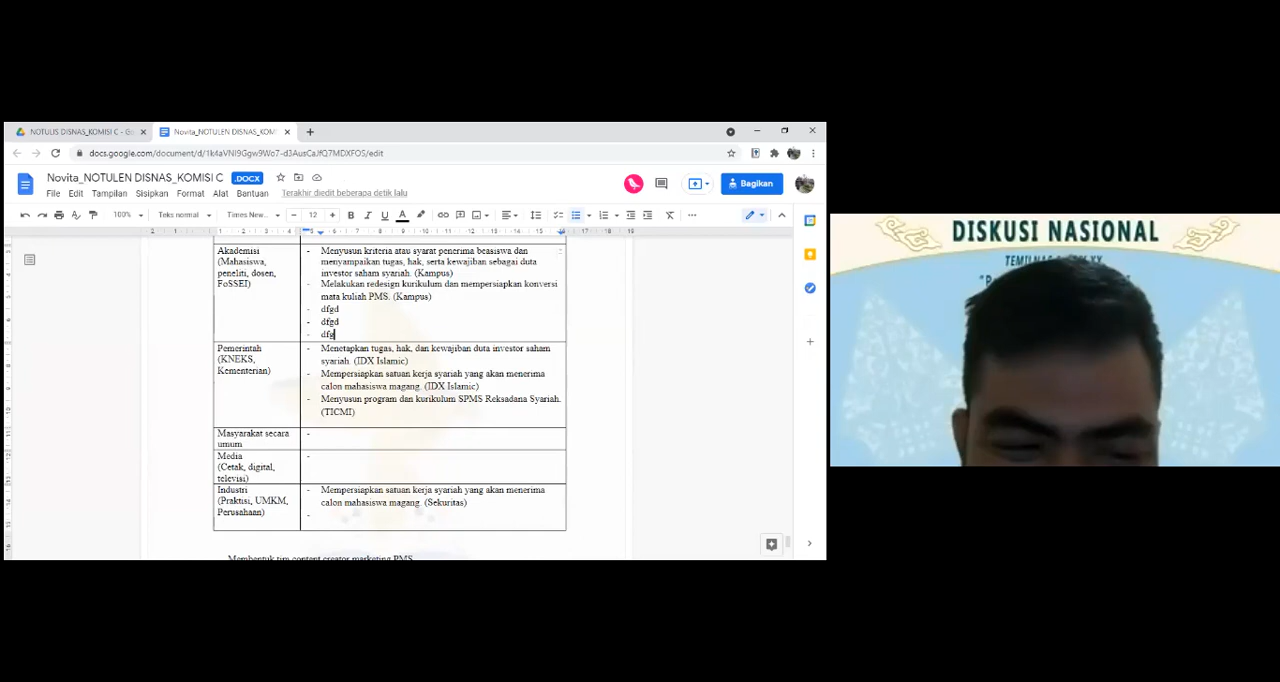 NOTULIS DISNAS_KOMISI C - Go
Novita_NOTULEN DISNAS_KOM
docs.google.com/document/d/
/edit
Novita_NOTULEN DISNAS_KOMISI C .DOCX
File Edit Tampilan Sisipkan Format Alat Bantuan Terakhir diedit beberapa detik lalu
Bagikan
100% Teks normal Times New... 12
Akademisi
(Mahasiswa,
peneliti, dosen,
FoSSEI)
- Menyusun kriteria atau syarat penerima beasiswa dan
menyampaikan tugas, hak, serta kewajiban sebagai duta
investor saham syariah. (Kampus)
- Melakukan redesign kurikulum dan mempersiapkan konversi
mata kuliah PMS. (Kampus)
- dfgd
- dfgd
- dfg
Pemerintah
(KNEKS,
Kementerian)
- Menetapkan tugas, hak, dan kewajiban duta investor saham
syariah. (IDX Islamic)
- Mempersiapkan satuan kerja syariah yang akan menerima
calon mahasiswa magang. (IDX Islamic)
- Menyusun program dan kurikulum SPMS Reksadana Syariah.
(TICMI)
Masyarakat secara
umum
-
Media
(Cetak, digital,
televisi)
-
Industri
(Praktisi, UMKM,
Perusahaan)
- Mempersiapkan satuan kerja syariah yang akan menerima
calon mahasiswa magang. (Sekuritas)
-
Membentuk tim content creator marketing PMS
DISKUSI NASIONAL